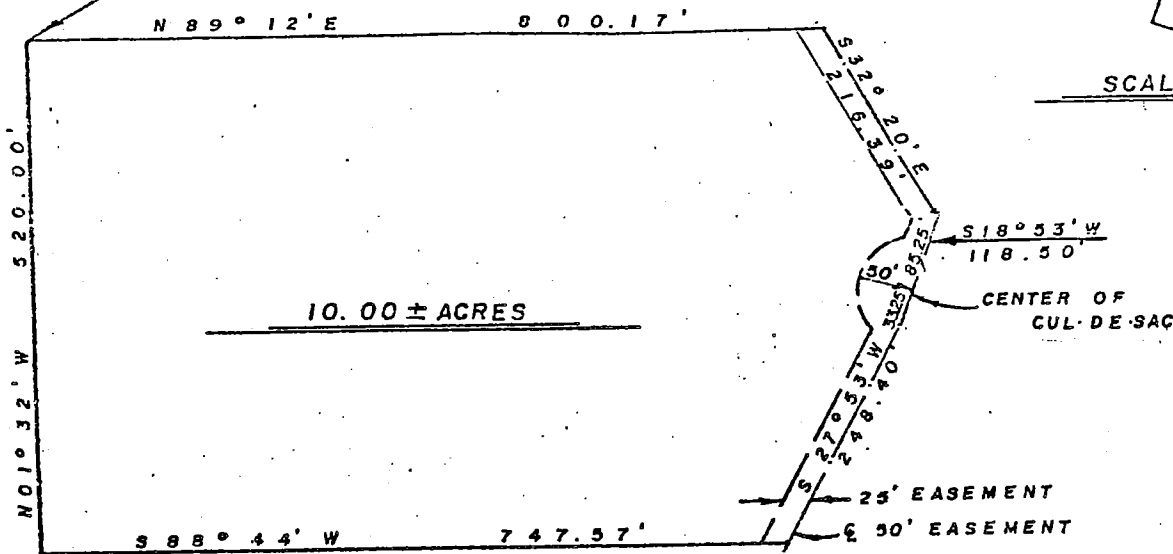 N 89° 12' E 800.17'
S 32° 20' E
216.39'
SCAL
520.00'
N 01° 32' W
S 18° 53' W
118.50'
85.25'
50'
33.25'
CENTER OF
CUL-DE-SAC
10.00 ± ACRES
S 27° 53' W
248.40'
25' EASEMENT
℄ 50' EASEMENT
S 88° 44' W 747.57'